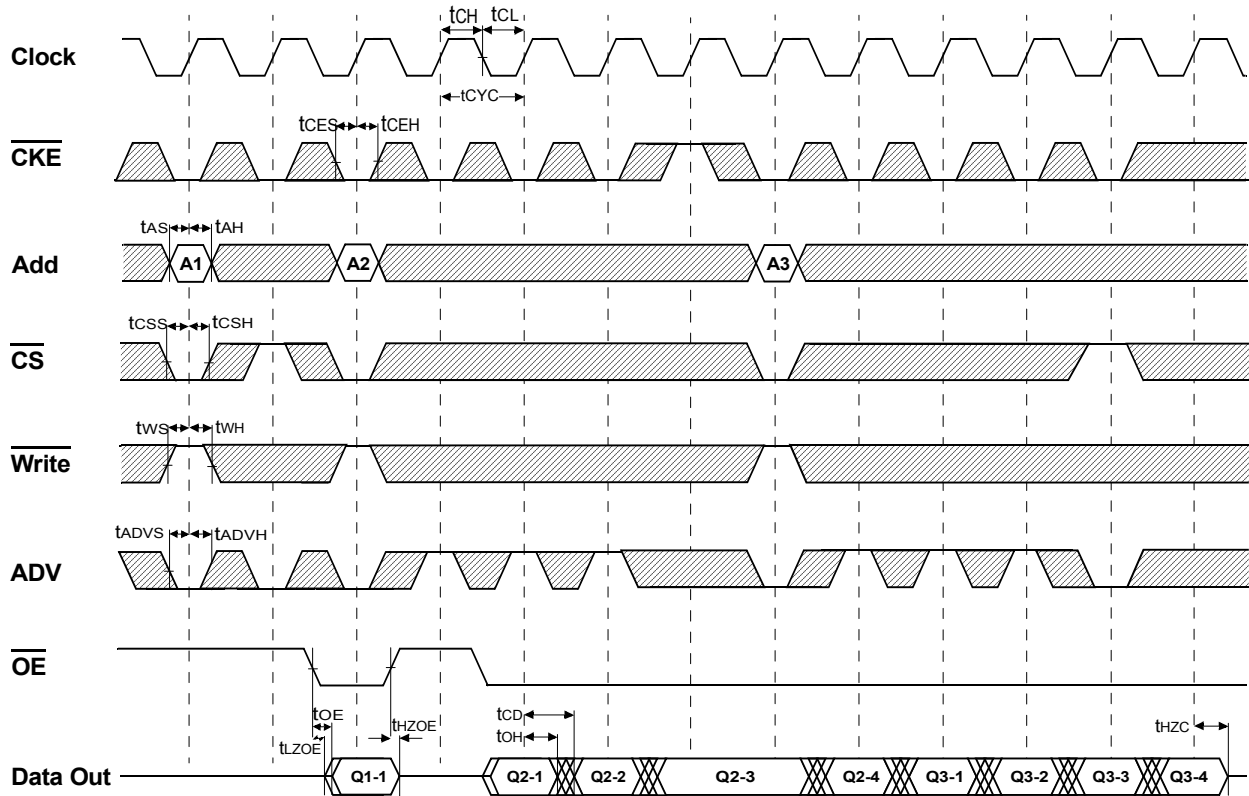 tCH tCL
Clock
tCYC
tCES tCEH
CKE
tAS tAH
Add A1 A2 A3
tCSS tCSH
CS
tWS tWH
Write
tADVS tADVH
ADV
OE
tOE tHZOE tCD tHZC
tLZOE tOH
Data Out Q1-1 Q2-1 Q2-2 Q2-3 Q2-4 Q3-1 Q3-2 Q3-3 Q3-4